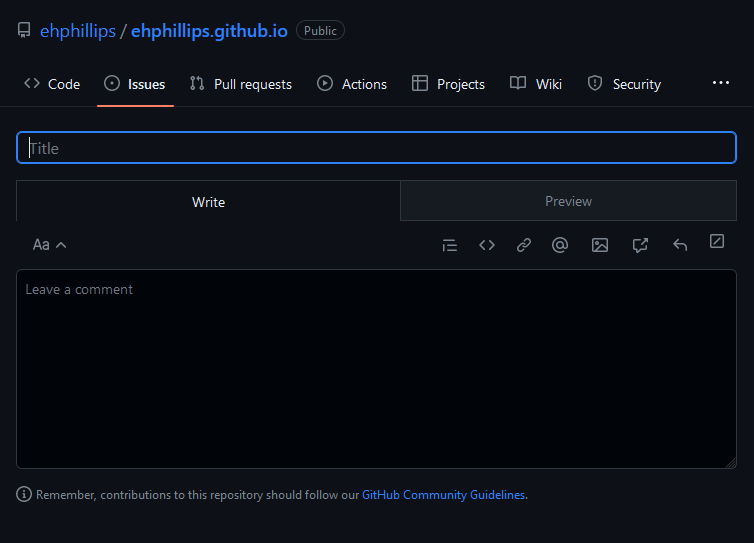 ehphillips / ehphillips.github.io Public
Code Issues Pull requests Actions Projects Wiki Security ...
Title
Write Preview
Aa
Leave a comment
Remember, contributions to this repository should follow our GitHub Community Guidelines.